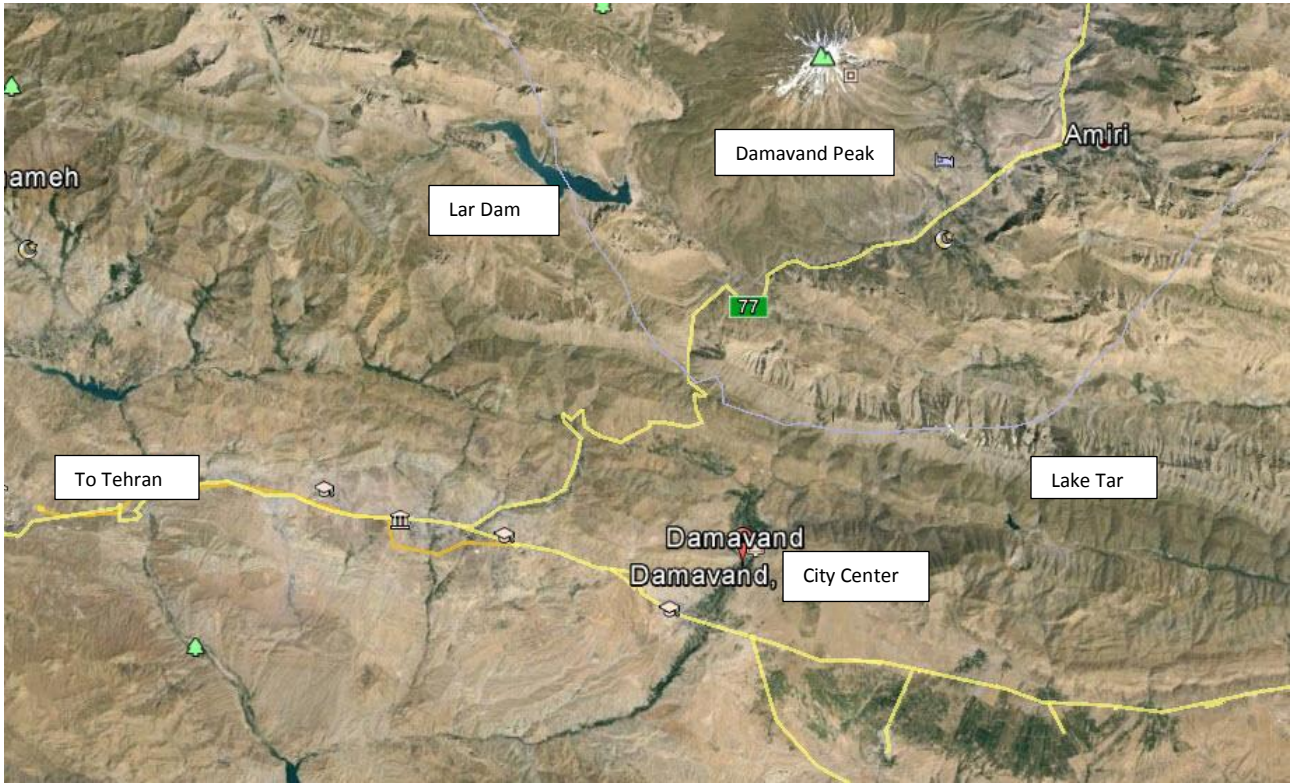 Damavand Peak
Amiri
ameh
Lar Dam
77
To Tehran
Lake Tar
Damavand
Damavand,
City Center